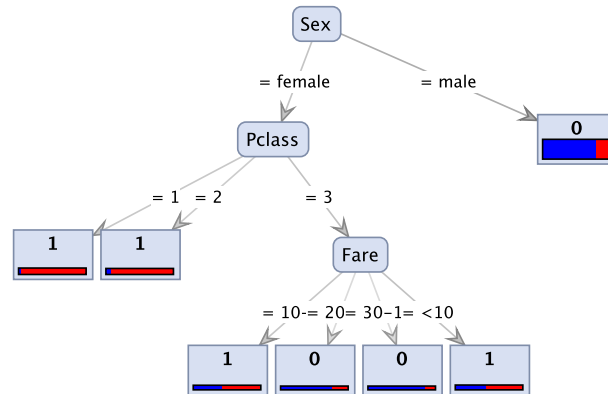 Sex
= female
= male
0
Pclass
= 1
= 2
= 3
1
1
Fare
= 10-
= 20
= 30-1
= <10
1
0
0
1